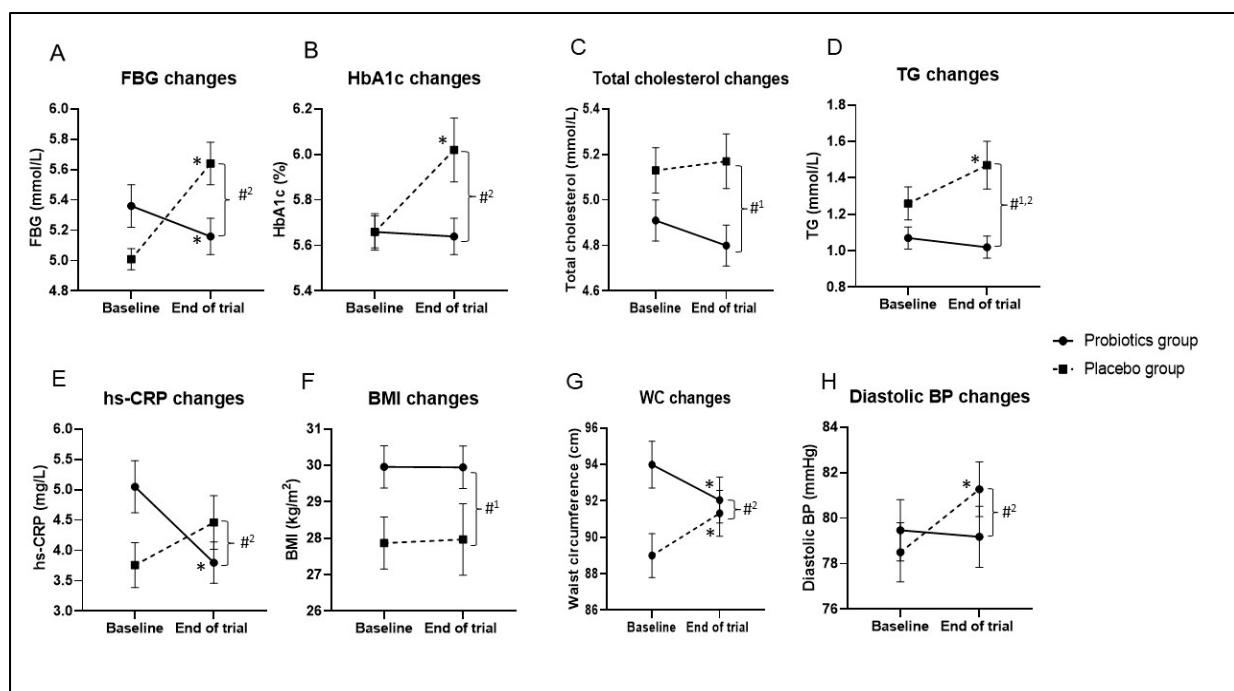 A
FBG changes
FBG (mmol/L)
6.0
5.8
5.6
5.4
5.2
5.0
4.8
*
*
#2
Baseline End of trial
B
HbA1c changes
HbA1c (%)
6.2
6.0
5.8
5.6
5.4
*
#2
Baseline End of trial
C
Total cholesterol changes
Total cholesterol (mmol/L)
5.4
5.2
5.0
4.8
4.6
#1
Baseline End of trial
D
TG changes
TG (mmol/L)
1.8
1.6
1.4
1.2
1.0
0.8
*
#1,2
Baseline End of trial
Probiotics group
Placebo group
E
hs-CRP changes
hs-CRP (mg/L)
6.0
5.5
5.0
4.5
4.0
3.5
3.0
*
#2
Baseline End of trial
F
BMI changes
BMI (kg/m2)
31
30
29
28
27
26
#1
Baseline End of trial
G
WC changes
Waist circumference (cm)
96
94
92
90
88
86
*
*
#2
Baseline End of trial
H
Diastolic BP changes
Diastolic BP (mmHg)
84
82
80
78
76
*
#2
Baseline End of trial